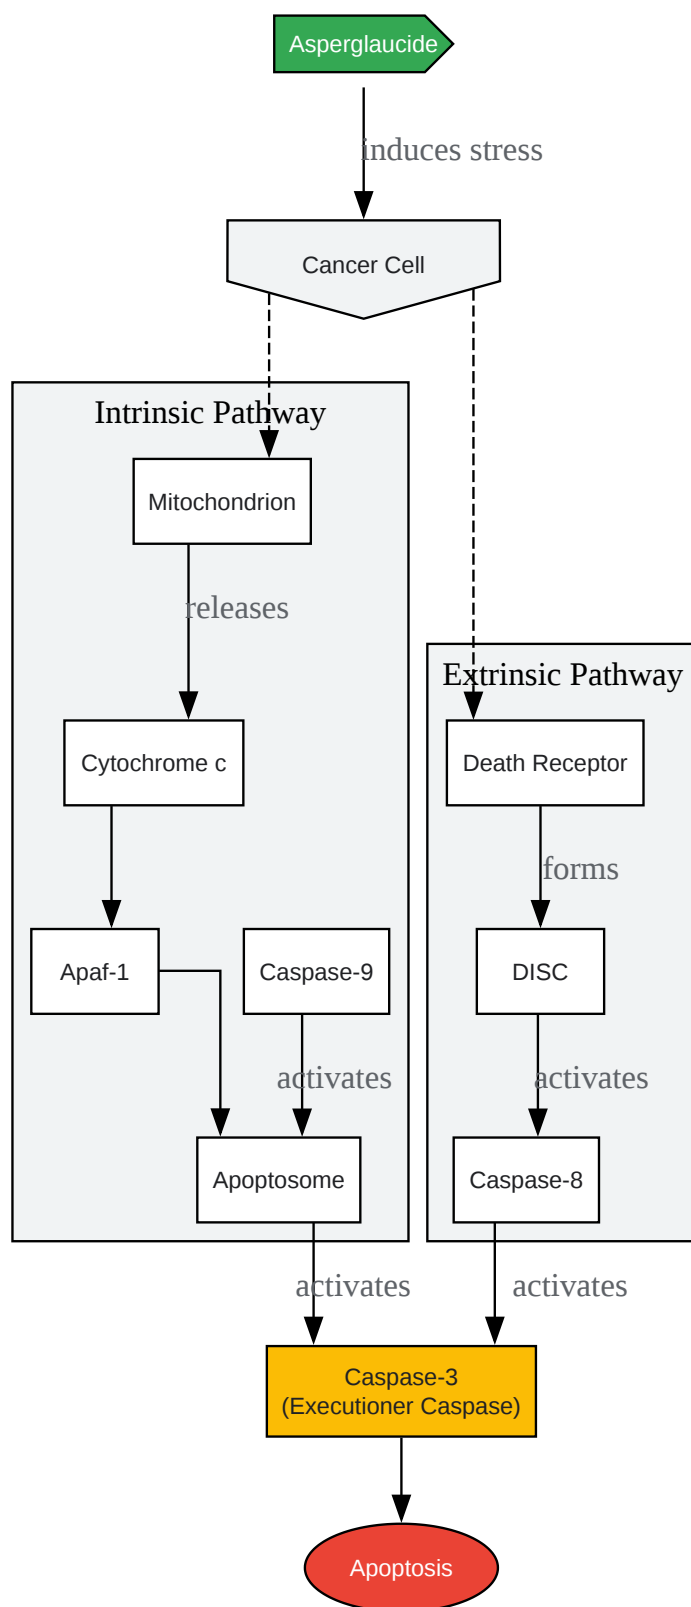 Asperglaucide
induces stress
Cancer Cell
Intrinsic Pathway
Mitochondrion
releases
Extrinsic Pathway
Cytochrome c
Death Receptor
forms
Apaf-1
Caspase-9
DISC
activates
activates
Apoptosome
Caspase-8
activates
activates
Caspase-3
(Executioner Caspase)
Apoptosis